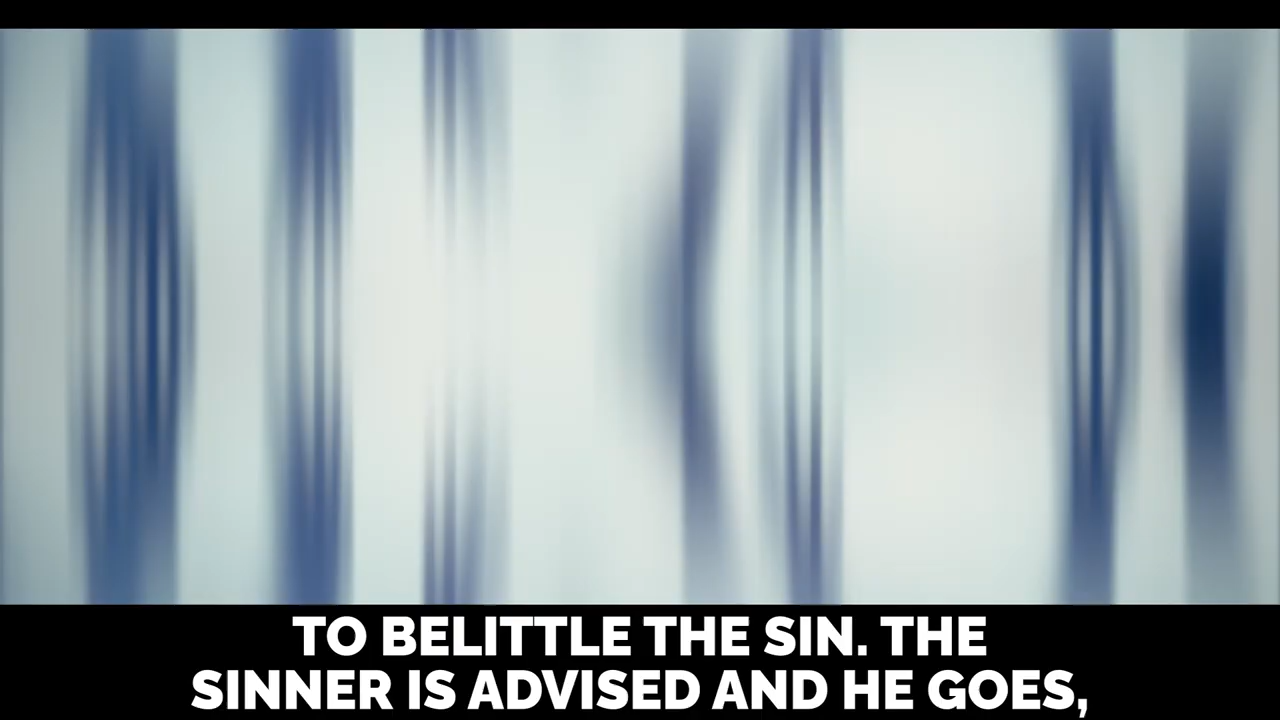 TO BELITTLE THE SIN. THE
SINNER IS ADVISED AND HE GOES,